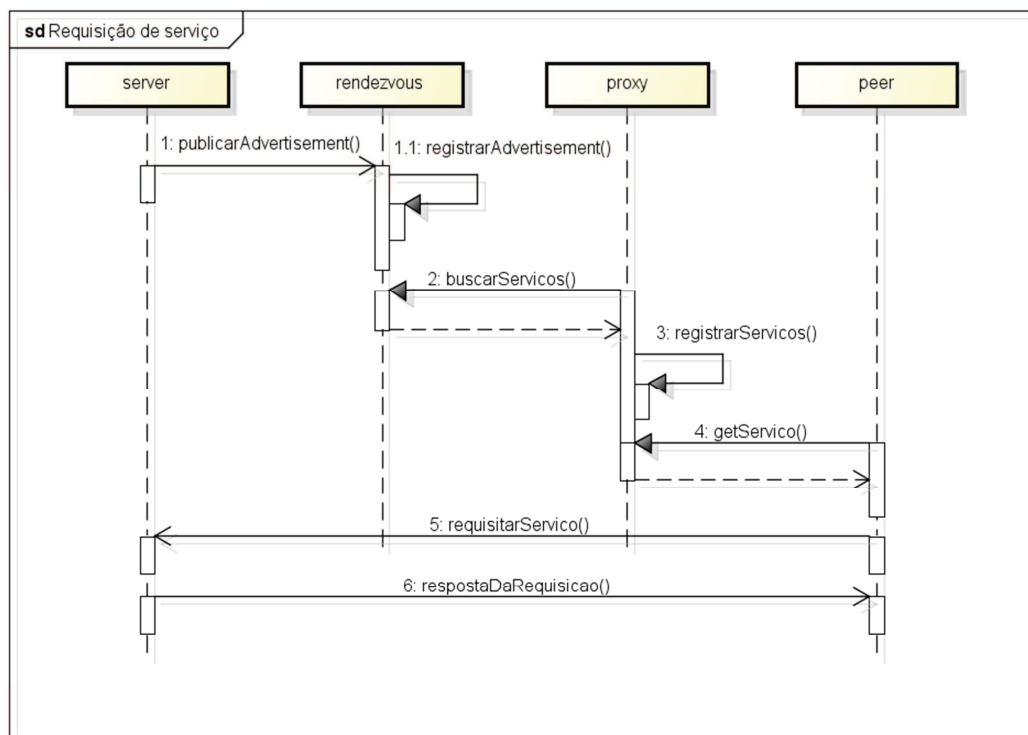 sd Requisição de serviço
server
rendezvous
proxy
peer
1: publicarAdvertisement()
1.1: registrarAdvertisement()
2: buscarServicos()
3: registrarServicos()
4: getServico()
5: requisitarServico()
6: respostaDaRequisicao()